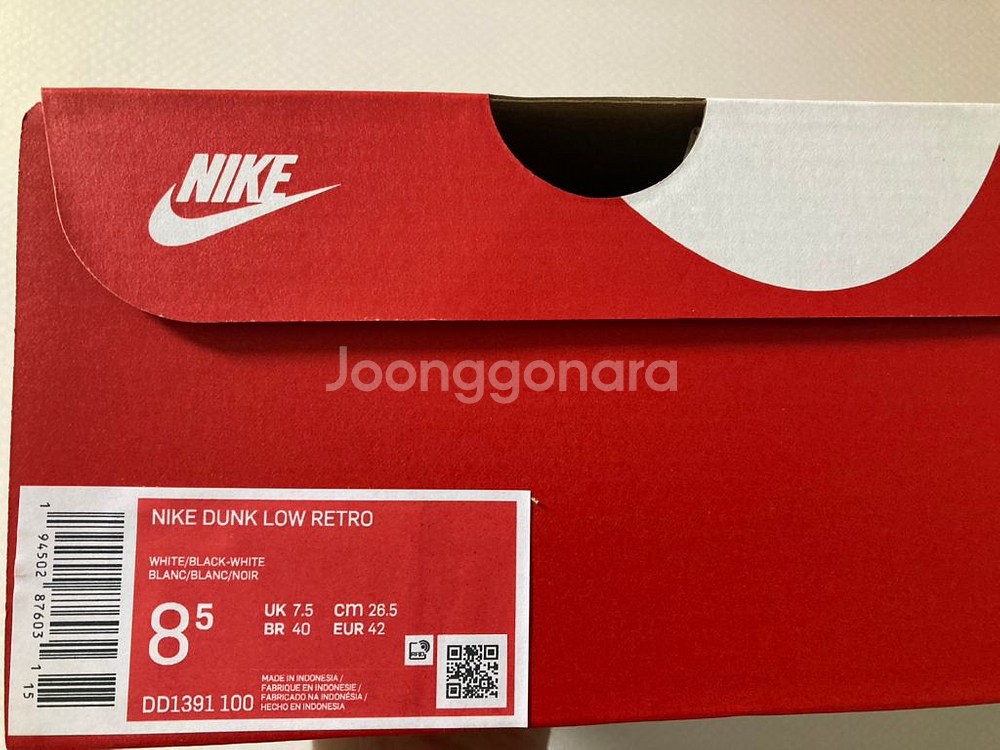 NIKE
Joonggonara
NIKE DUNK LOW RETRO
WHITE/BLACK-WHITE
BLANC/BLANC/NOIR
8⁵
UK 7.5 cm 26.5
BR 40 EUR 42
DD1391 100
MADE IN INDONESIA /
FABRIQUE EN INDONESIE /
FABRICADO NA INDONÉSIA /
HECHO EN INDONESIA
RFID
1 94502 87603 1 15